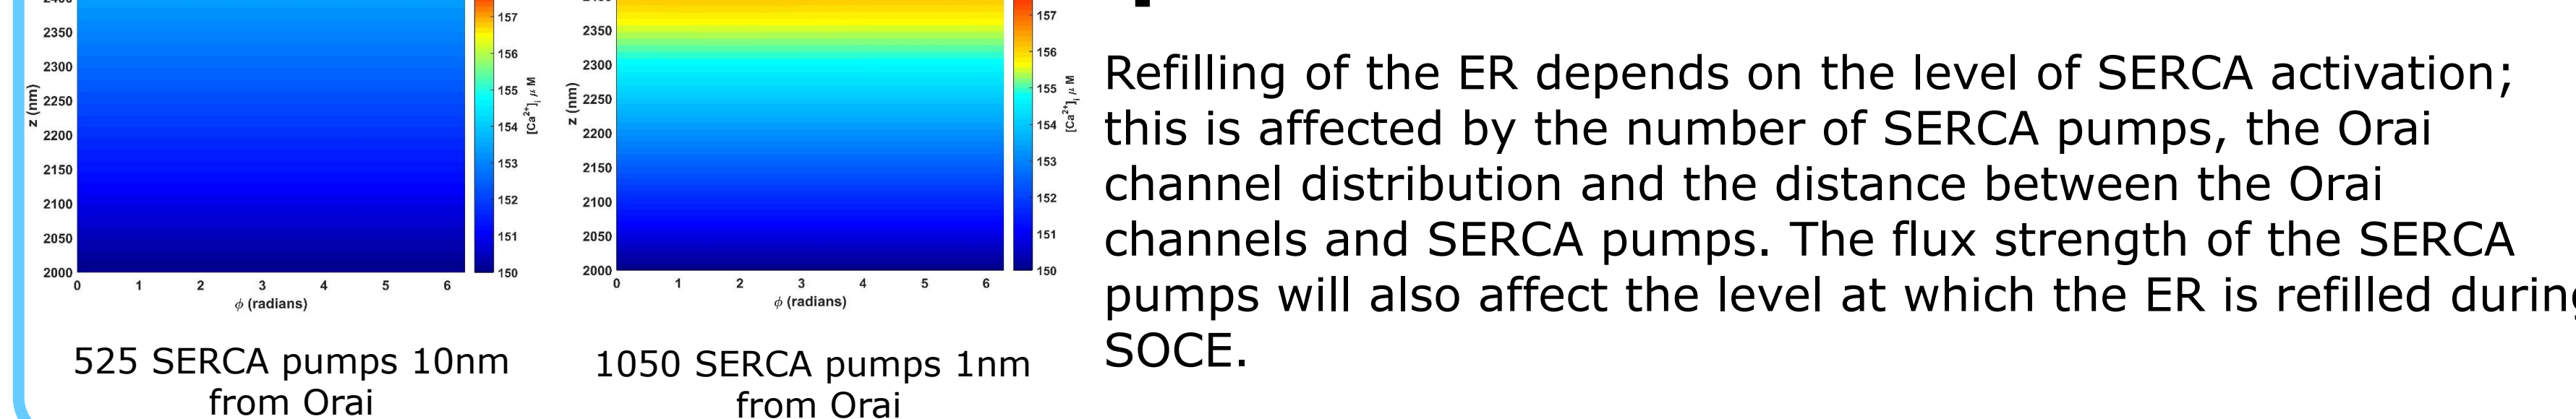 2350
2300
2250
2200
2150
2100
2050
2000
z (nm)
0 1 2 3 4 5 6
ϕ (radians)
157
156
155
154
153
152
151
150
[Ca²⁺]ᵢ μ M
525 SERCA pumps 10nm
from Orai
2350
2300
2250
2200
2150
2100
2050
2000
z (nm)
0 1 2 3 4 5 6
ϕ (radians)
157
156
155
154
153
152
151
150
[Ca²⁺]ᵢ μ M
1050 SERCA pumps 1nm
from Orai
Refilling of the ER depends on the level of SERCA activation;
this is affected by the number of SERCA pumps, the Orai
channel distribution and the distance between the Orai
channels and SERCA pumps. The flux strength of the SERCA
pumps will also affect the level at which the ER is refilled during
SOCE.